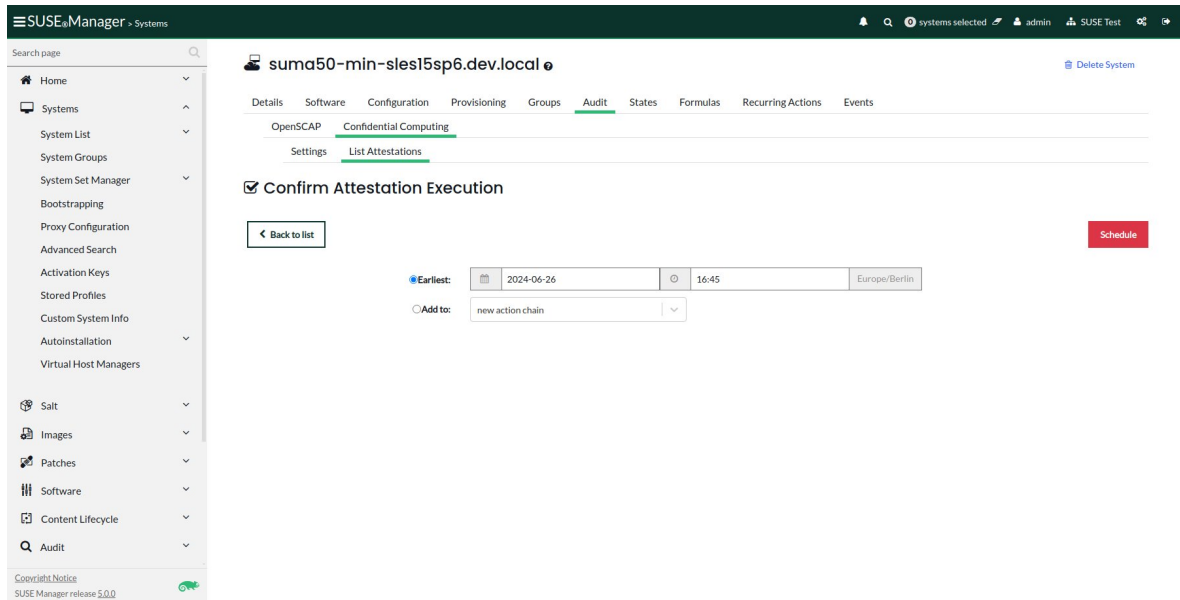 SUSE®Manager > Systems
0 systems selected admin SUSE Test
Search page
Home
Systems
System List
System Groups
System Set Manager
Bootstrapping
Proxy Configuration
Advanced Search
Activation Keys
Stored Profiles
Custom System Info
Autoinstallation
Virtual Host Managers
Salt
Images
Patches
Software
Content Lifecycle
Audit
Copyright Notice
SUSE Manager release 5.0.0
suma50-min-sles15sp6.dev.local
Delete System
Details Software Configuration Provisioning Groups Audit States Formulas Recurring Actions Events
OpenSCAP Confidential Computing
Settings List Attestations
Confirm Attestation Execution
Back to list
Schedule
Earliest: 2024-06-26 16:45 Europe/Berlin
Add to: new action chain